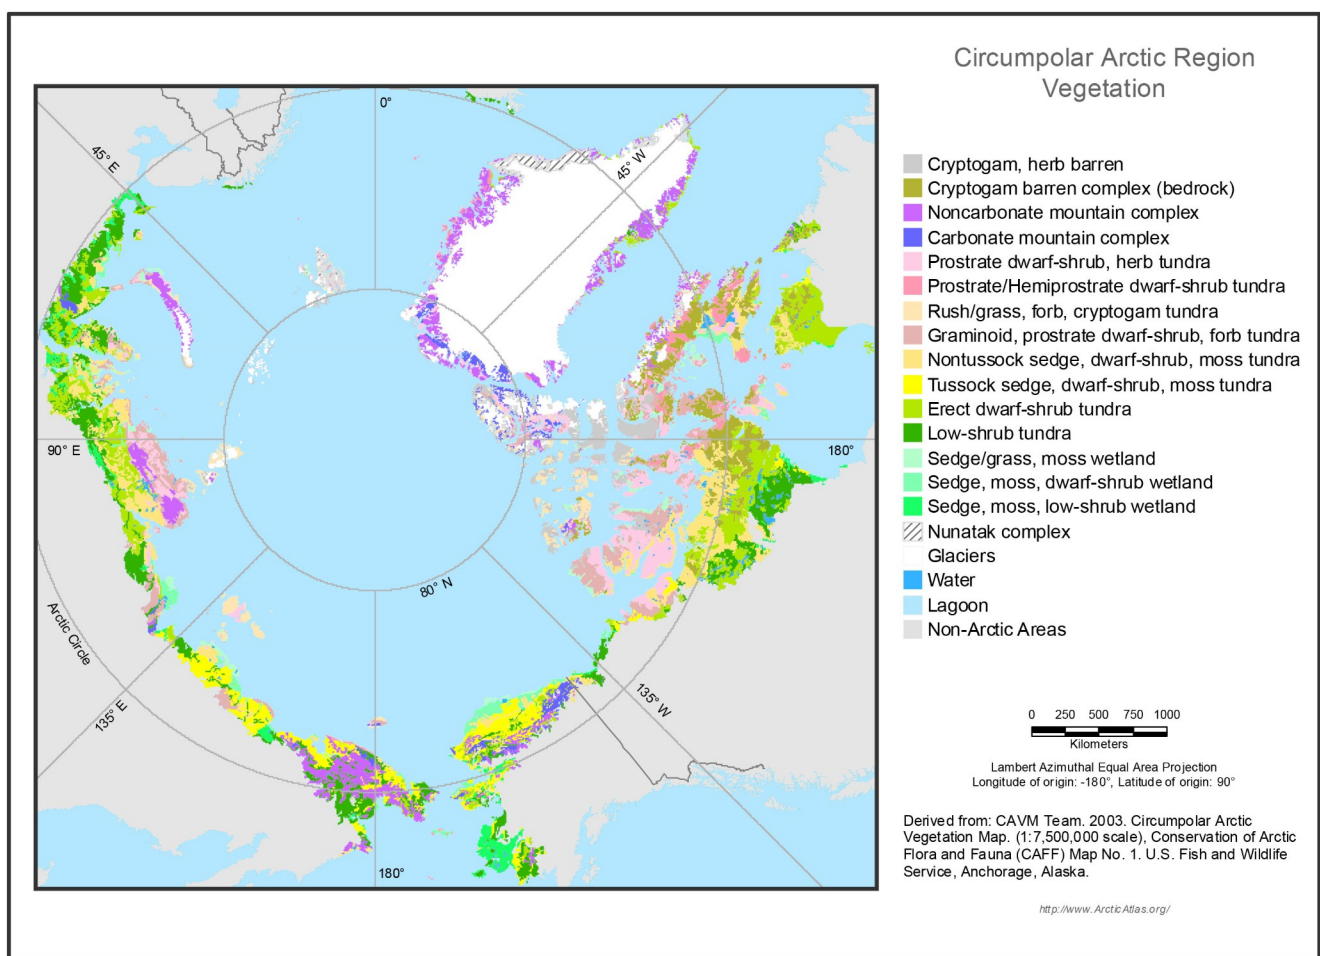 Circumpolar Arctic Region
Vegetation
Cryptogam, herb barren
Cryptogam barren complex (bedrock)
Noncarbonate mountain complex
Carbonate mountain complex
Prostrate dwarf-shrub, herb tundra
Prostrate/Hemiprostrate dwarf-shrub tundra
Rush/grass, forb, cryptogam tundra
Graminoid, prostrate dwarf-shrub, forb tundra
Nontussock sedge, dwarf-shrub, moss tundra
Tussock sedge, dwarf-shrub, moss tundra
Erect dwarf-shrub tundra
Low-shrub tundra
Sedge/grass, moss wetland
Sedge, moss, dwarf-shrub wetland
Sedge, moss, low-shrub wetland
Nunatak complex
Glaciers
Water
Lagoon
Non-Arctic Areas
0°
45° E
45° W
90° E
180°
80° N
Arctic Circle
135° E
135° W
180°
0 250 500 750 1000
Kilometers
Lambert Azimuthal Equal Area Projection
Longitude of origin: -180°, Latitude of origin: 90°
Derived from: CAVM Team. 2003. Circumpolar Arctic
Vegetation Map. (1:7,500,000 scale), Conservation of Arctic
Flora and Fauna (CAFF) Map No. 1. U.S. Fish and Wildlife
Service, Anchorage, Alaska.
http://www.ArcticAtlas.org/